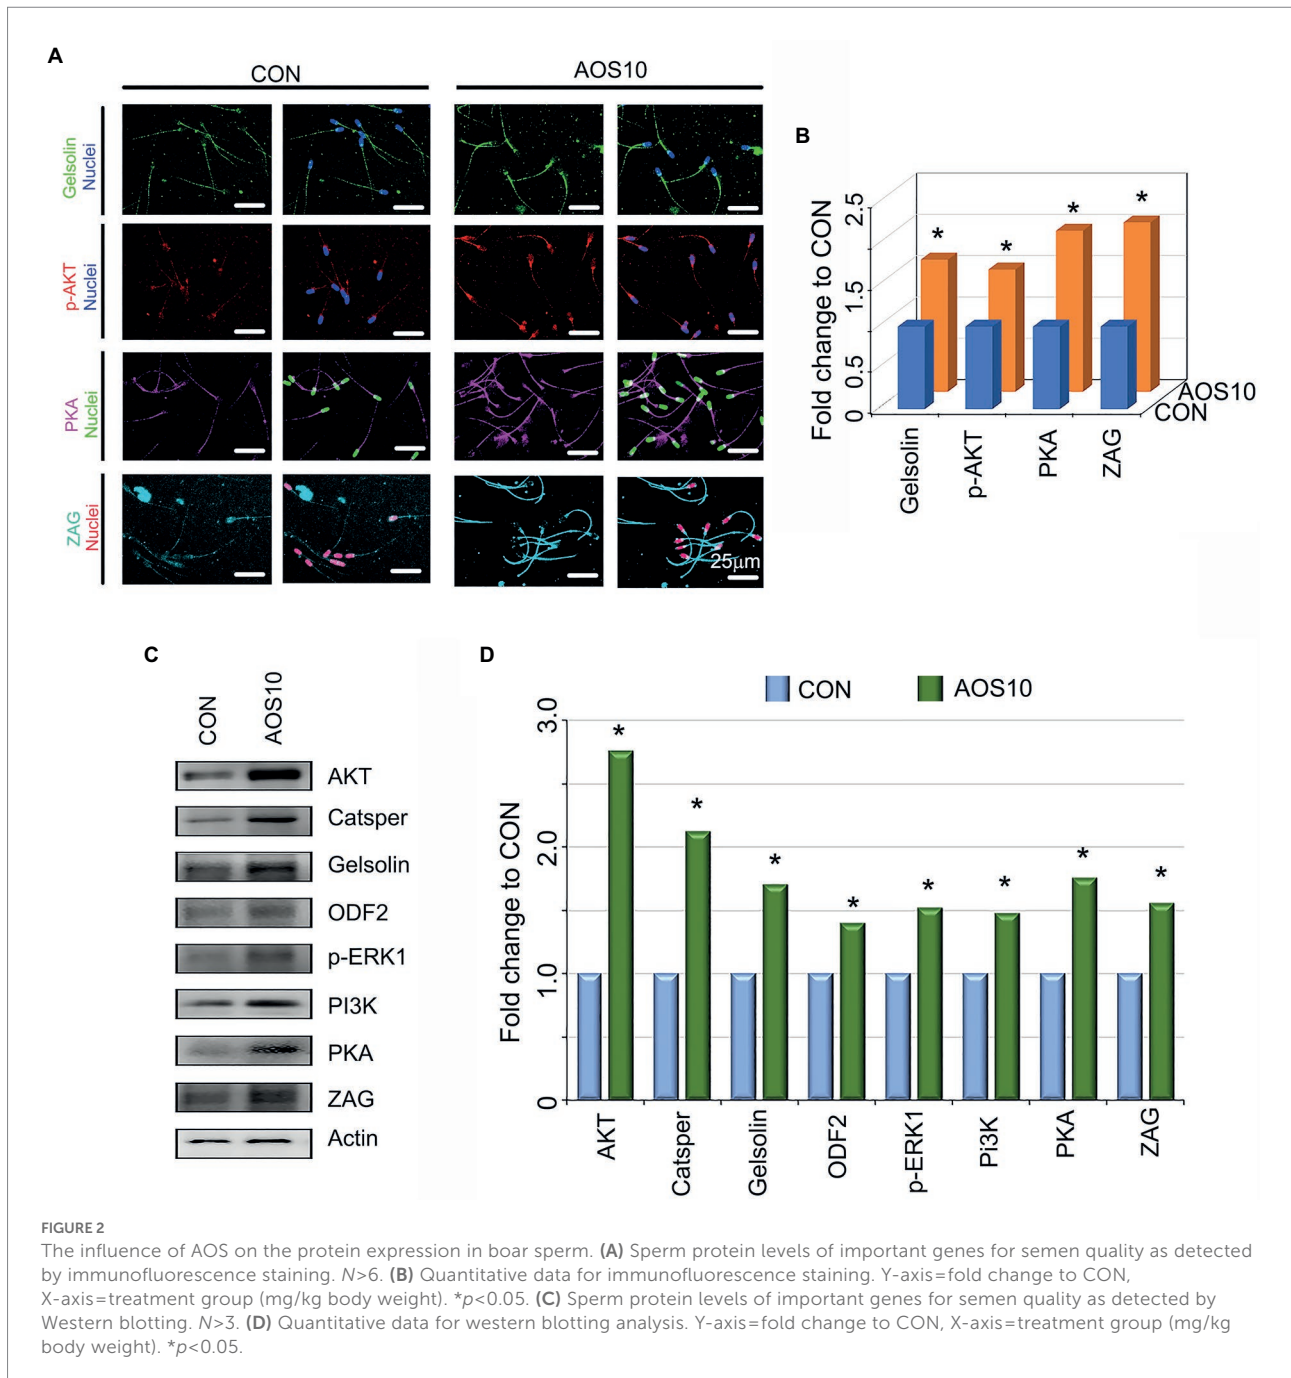 A
CON
AOS10
Gelsolin
Nuclei
p-AKT
Nuclei
PKA
Nuclei
ZAG
Nuclei
25µm
B
Fold change to CON
2.5
1.5
0.5
0
*
*
*
*
AOS10
CON
Gelsolin
p-AKT
PKA
ZAG
C
CON
AOS10
AKT
Catsper
Gelsolin
ODF2
p-ERK1
PI3K
PKA
ZAG
Actin
D
CON
AOS10
Fold change to CON
3.0
2.0
1.0
0
*
*
*
*
*
*
*
*
AKT
Catsper
Gelsolin
ODF2
p-ERK1
Pi3K
PKA
ZAG
FIGURE 2
The influence of AOS on the protein expression in boar sperm. (A) Sperm protein levels of important genes for semen quality as detected
by immunofluorescence staining. N>6. (B) Quantitative data for immunofluorescence staining. Y-axis=fold change to CON,
X-axis=treatment group (mg/kg body weight). *p<0.05. (C) Sperm protein levels of important genes for semen quality as detected by
Western blotting. N>3. (D) Quantitative data for western blotting analysis. Y-axis=fold change to CON, X-axis=treatment group (mg/kg
body weight). *p<0.05.